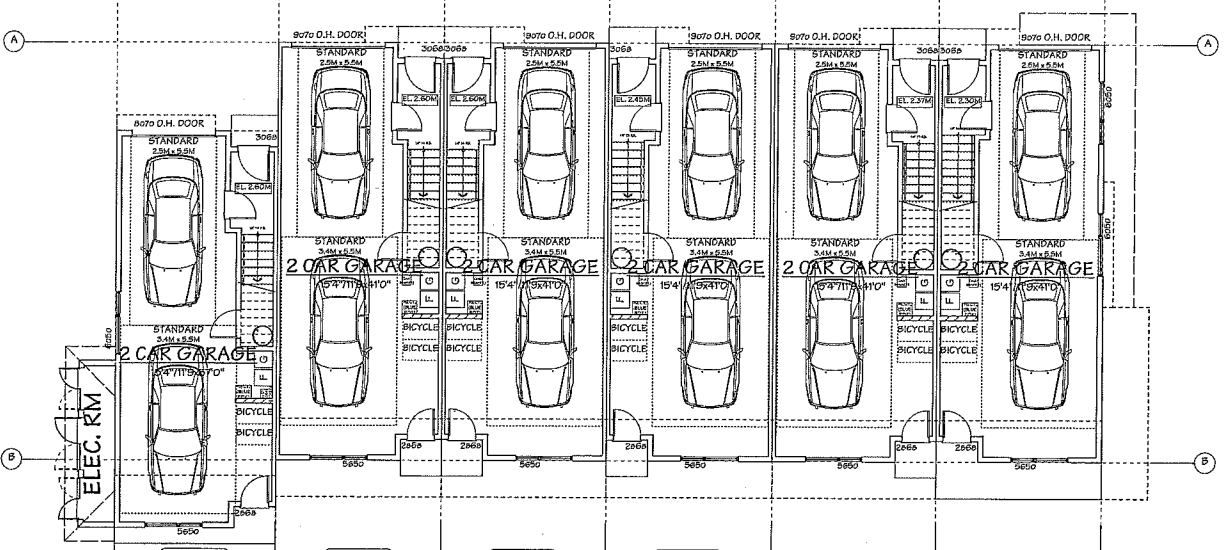 A
9070 O.H. DOOR
9070 O.H. DOOR
9070 O.H. DOOR
9070 O.H. DOOR
9070 O.H. DOOR
A
STANDARD
2.5M x 5.5M
3068 3068
STANDARD
2.5M x 5.5M
3068
STANDARD
2.5M x 5.5M
STANDARD
2.5M x 5.5M
3068 3068
STANDARD
2.5M x 5.5M
EL. 2.60M
EL. 2.60M
EL. 2.45M
EL. 2.37M
EL. 2.30M
6050
8070 O.H. DOOR
STANDARD
2.5M x 5.5M
3068
EL. 2.60M
6050
STANDARD
3.4M x 5.5M
STANDARD
3.4M x 5.5M
STANDARD
3.4M x 5.5M
STANDARD
3.4M x 5.5M
STANDARD
3.4M x 5.5M
2 CAR GARAGE
2 CAR GARAGE
2 CAR GARAGE
2 CAR GARAGE
2 CAR GARAGE
F G
G F
F G
F G
G F
BICYCLE
BICYCLE
BICYCLE
BICYCLE
BICYCLE
BICYCLE
BICYCLE
BICYCLE
BICYCLE
BICYCLE
6050
STANDARD
3.4M x 5.5M
2 CAR GARAGE
F G
BICYCLE
BICYCLE
ELEC. RM
B
2868
2868
2868
2868
2868
5650
5650
5650
5650
5650
B
2868
5650